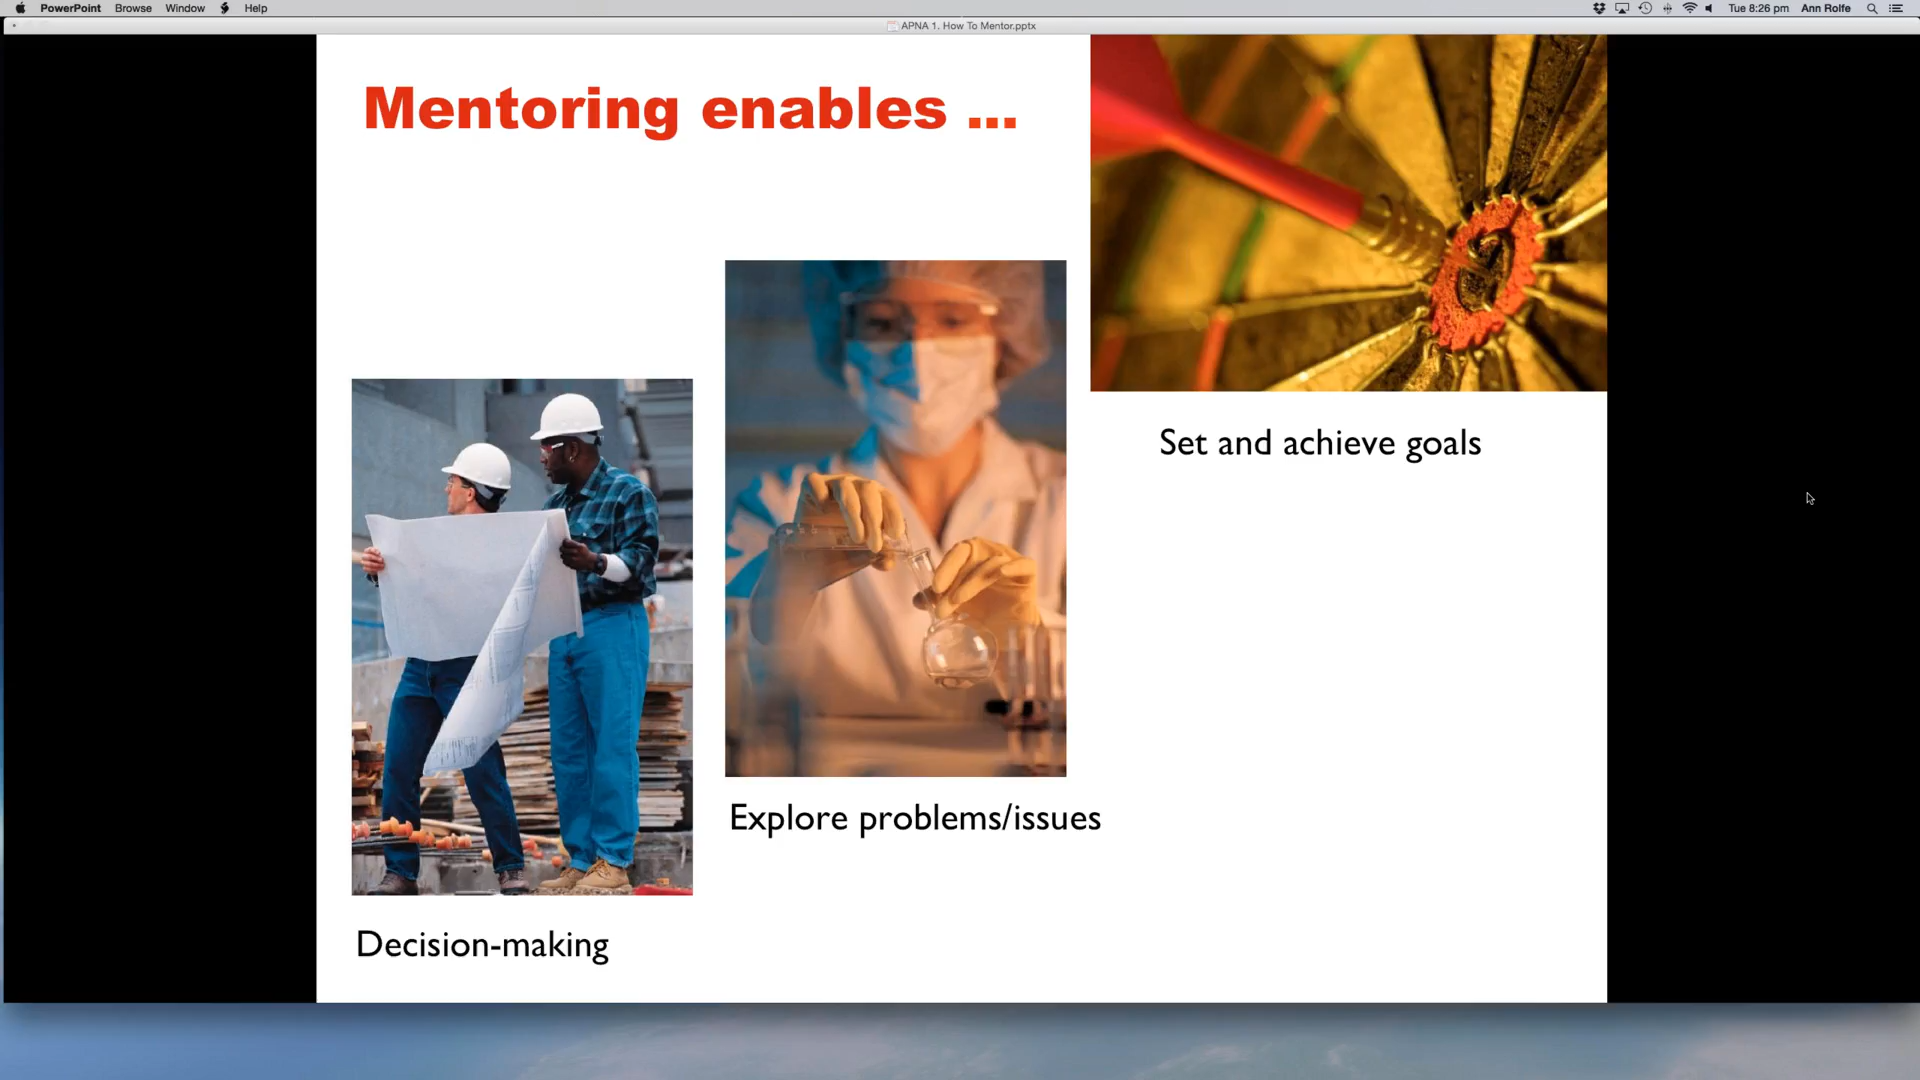 PowerPoint Browse Window Help Tue 8:26 pm Ann Rolfe
APNA 1. How To Mentor.pptx
Mentoring enables ...
Set and achieve goals
Explore problems/issues
Decision-making